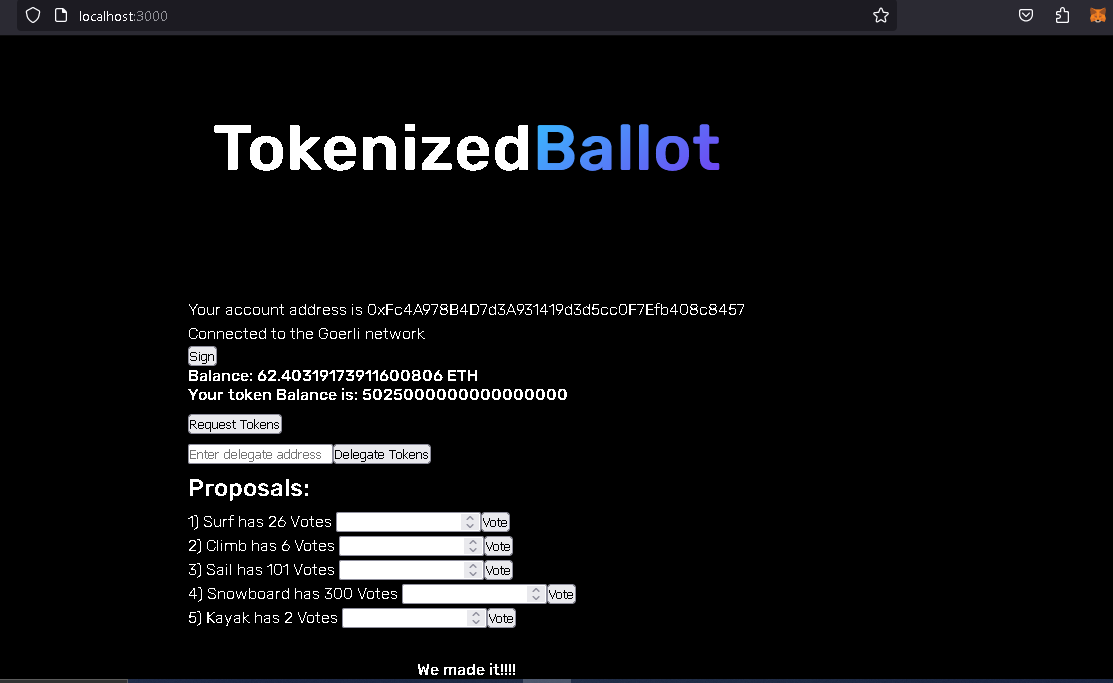 localhost:3000
TokenizedBallot
Your account address is 0xFc4A978B4D7d3A931419d3d5cc0F7Efb408c8457
Connected to the Goerli network
Sign
Balance: 62.40319173911600806 ETH
Your token Balance is: 5025000000000000000
Request Tokens
Enter delegate address Delegate Tokens
Proposals:
1) Surf has 26 Votes Vote
2) Climb has 6 Votes Vote
3) Sail has 101 Votes Vote
4) Snowboard has 300 Votes Vote
5) Kayak has 2 Votes Vote
We made it!!!!